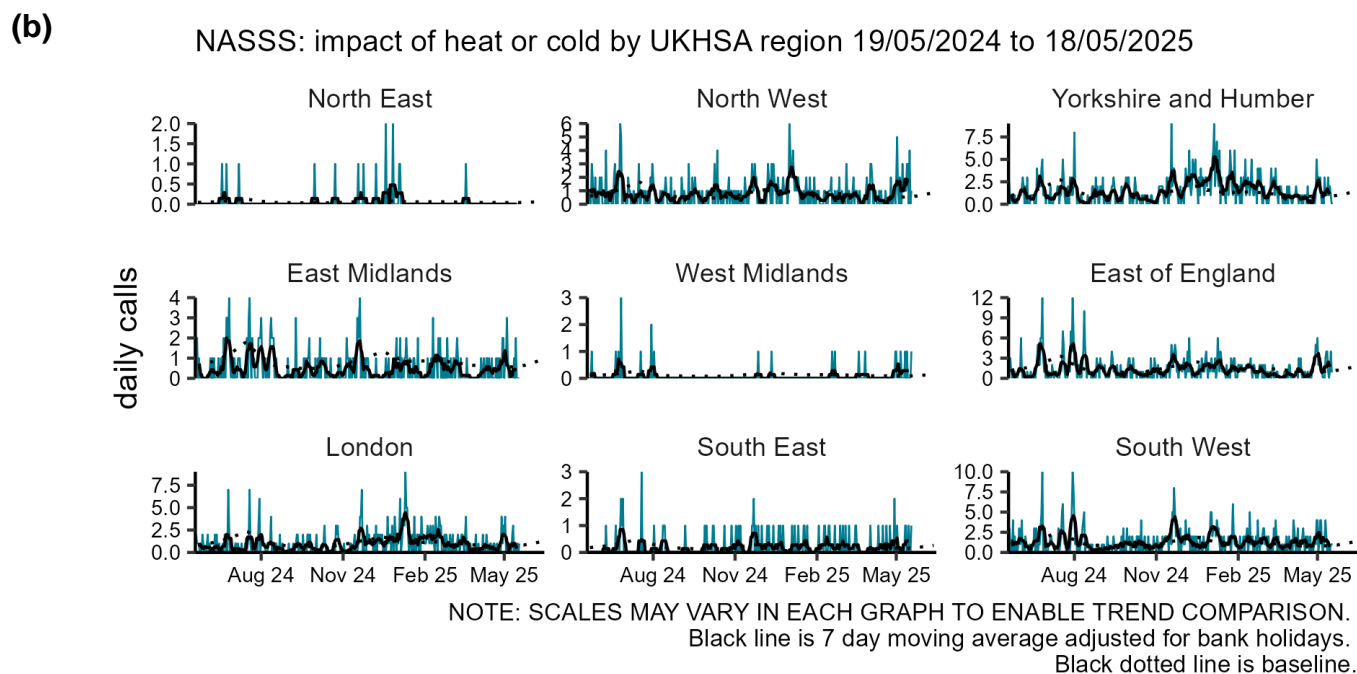 (b)
NASSS: impact of heat or cold by UKHSA region 19/05/2024 to 18/05/2025
daily calls
North East
2.0
1.5
1.0
0.5
0.0
North West
6
5
4
3
2
1
0
Yorkshire and Humber
7.5
5.0
2.5
0.0
East Midlands
4
3
2
1
0
West Midlands
3
2
1
0
East of England
12
9
6
3
0
London
7.5
5.0
2.5
0.0
South East
3
2
1
0
South West
10.0
7.5
5.0
2.5
0.0
Aug 24 Nov 24 Feb 25 May 25
Aug 24 Nov 24 Feb 25 May 25
Aug 24 Nov 24 Feb 25 May 25
NOTE: SCALES MAY VARY IN EACH GRAPH TO ENABLE TREND COMPARISON.
Black line is 7 day moving average adjusted for bank holidays.
Black dotted line is baseline.